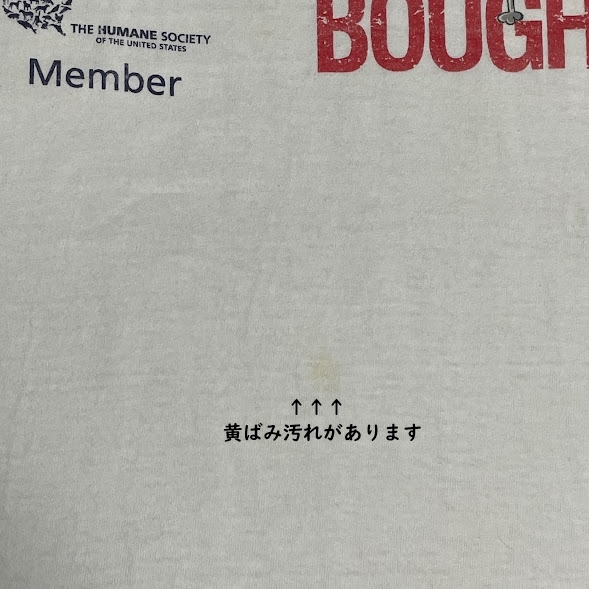 THE HUMANE SOCIETY
OF THE UNITED STATES
Member
BOUGH
↑ ↑ ↑
黄ばみ汚れがあります